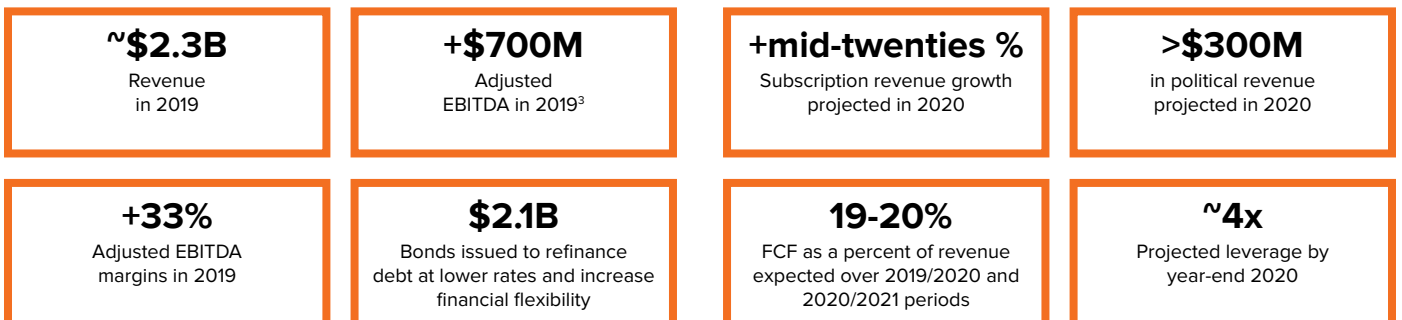 ~$2.3B
Revenue
in 2019
+$700M
Adjusted
EBITDA in 2019³
+mid-twenties %
Subscription revenue growth
projected in 2020
>$300M
in political revenue
projected in 2020
+33%
Adjusted EBITDA
margins in 2019
$2.1B
Bonds issued to refinance
debt at lower rates and increase
financial flexibility
19-20%
FCF as a percent of revenue
expected over 2019/2020 and
2020/2021 periods
~4x
Projected leverage by
year-end 2020